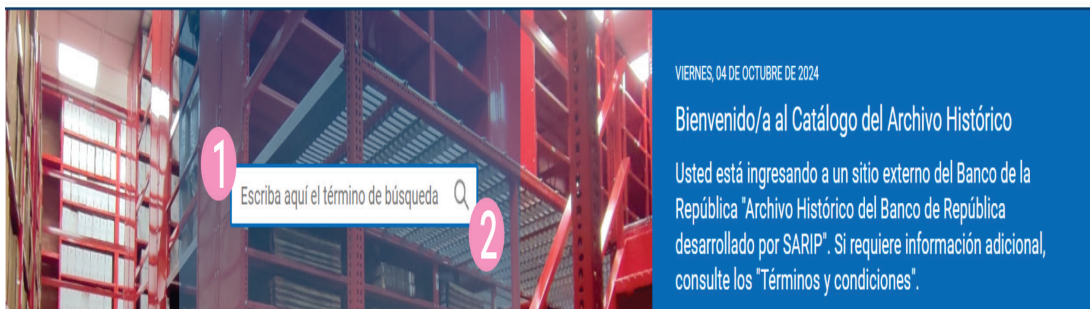 1
Escriba aquí el término de búsqueda
2
VIERNES, 04 DE OCTUBRE DE 2024
Bienvenido/a al Catálogo del Archivo Histórico
Usted está ingresando a un sitio externo del Banco de la
República "Archivo Histórico del Banco de República
desarrollado por SARIP". Si requiere información adicional,
consulte los "Términos y condiciones".